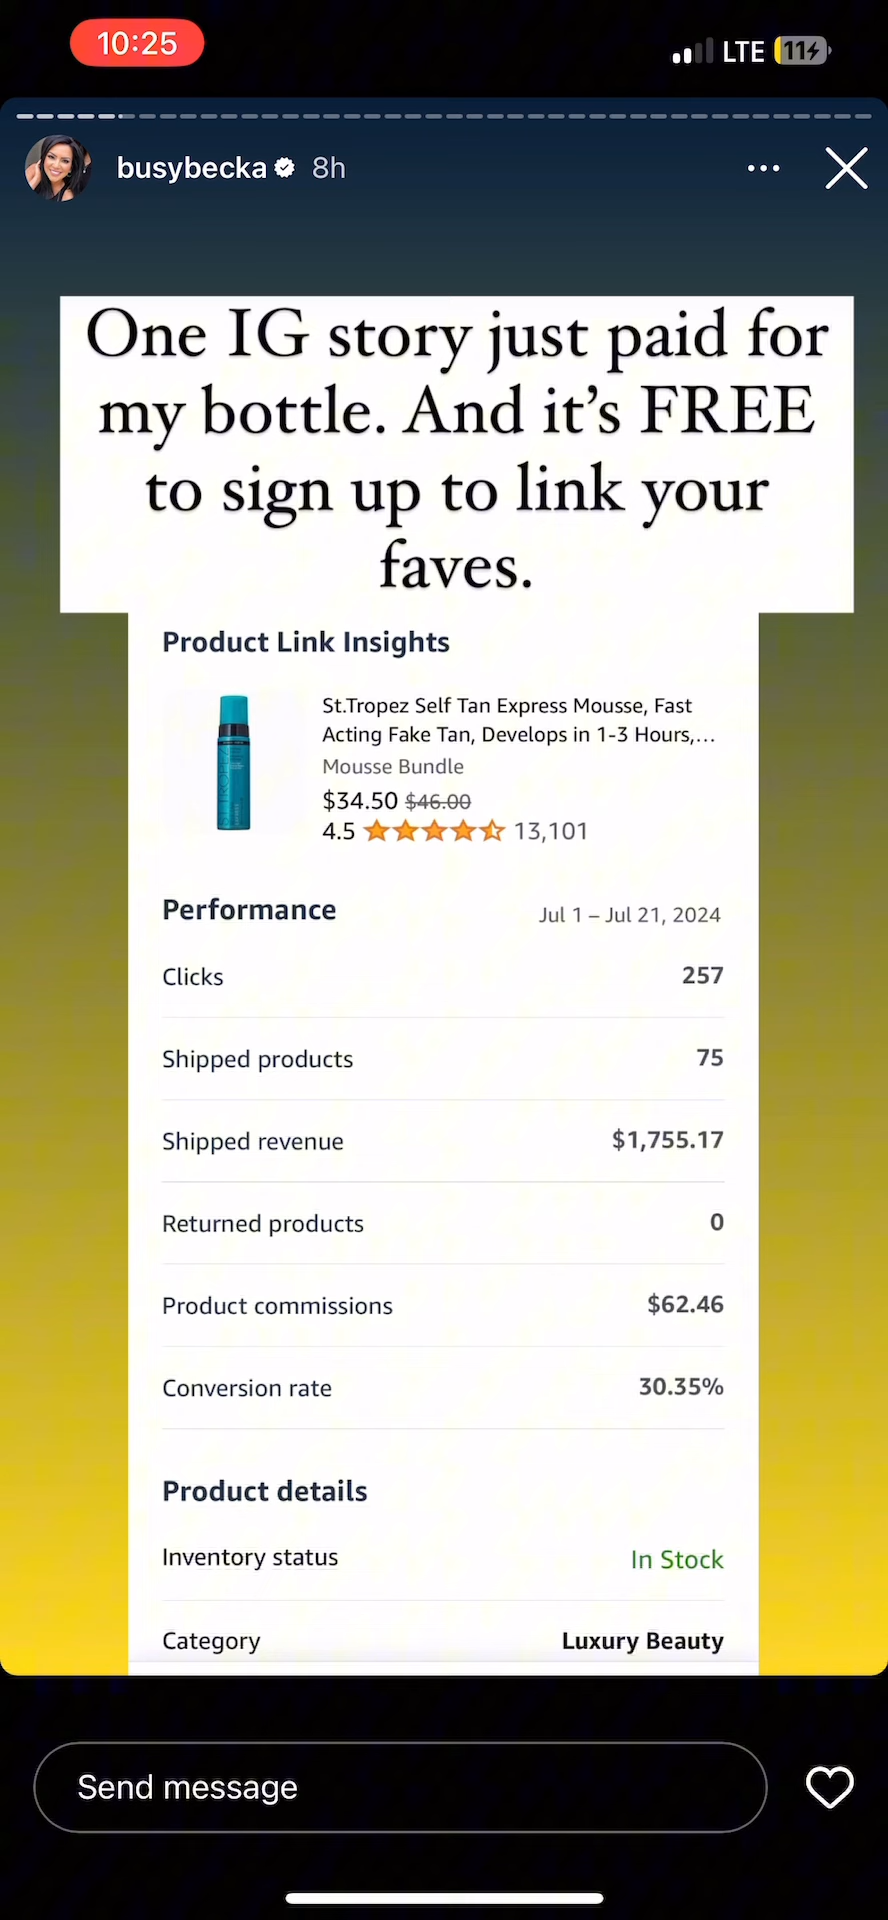 10:25
LTE 11
busybecka 8h
One IG story just paid for
my bottle. And it’s FREE
to sign up to link your
faves.
Product Link Insights
St.Tropez Self Tan Express Mousse, Fast
Acting Fake Tan, Develops in 1-3 Hours,...
Mousse Bundle
$34.50 $46.00
4.5 13,101
Performance
Jul 1 – Jul 21, 2024
Clicks 257
Shipped products 75
Shipped revenue $1,755.17
Returned products 0
Product commissions $62.46
Conversion rate 30.35%
Product details
Inventory status In Stock
Category Luxury Beauty
Send message